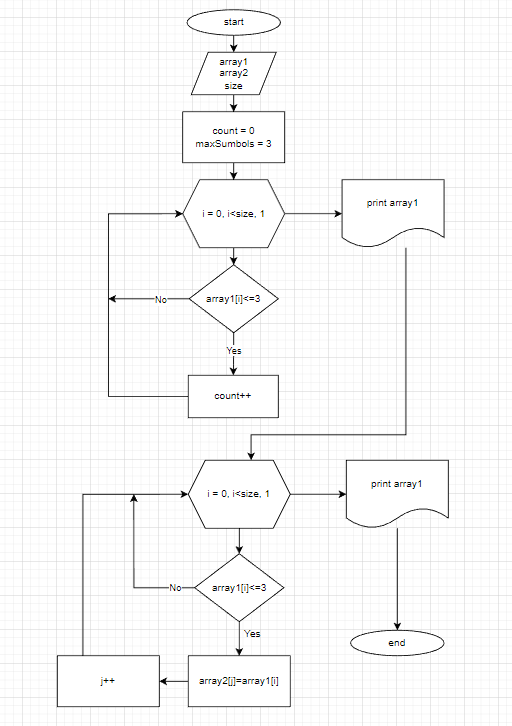 start
array1
array2
size
count = 0
maxSumbols = 3
i = 0, i<size, 1
print array1
array1[i]<=3
No
Yes
count++
i = 0, i<size, 1
print array1
array1[i]<=3
No
Yes
j++
array2[j]=array1[i]
end